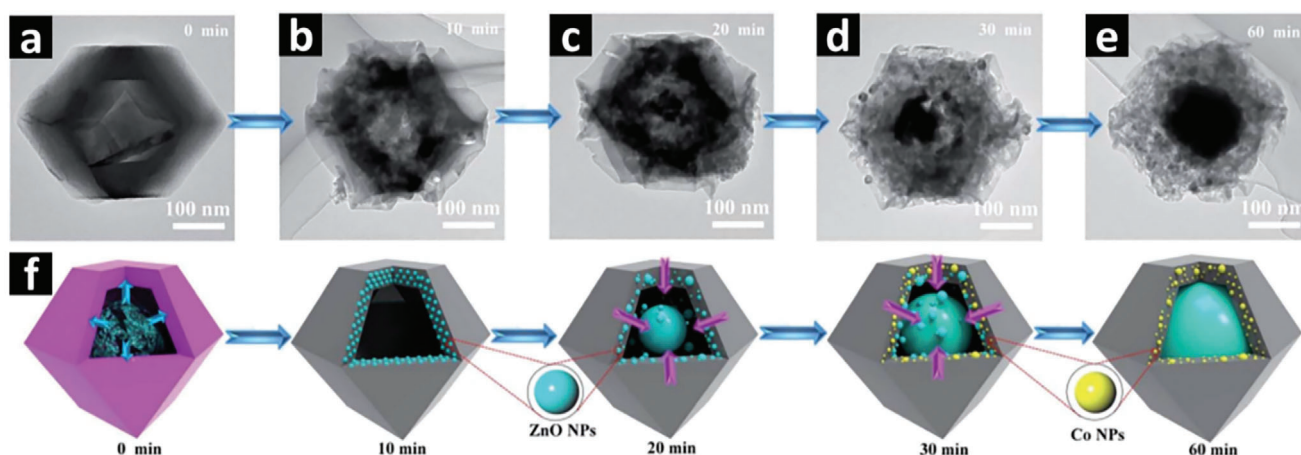 a
0 min
100 nm
b
10 min
100 nm
c
20 min
100 nm
d
30 min
100 nm
e
60 min
100 nm
f
0 min
10 min
ZnO NPs
20 min
30 min
Co NPs
60 min